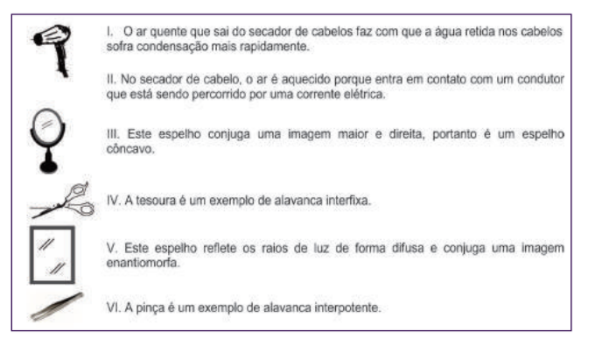 I. O ar quente que sai do secador de cabelos faz com que a água retida nos cabelos
sofra condensação mais rapidamente.
II. No secador de cabelo, o ar é aquecido porque entra em contato com um condutor
que está sendo percorrido por uma corrente elétrica.
III. Este espelho conjuga uma imagem maior e direita, portanto é um espelho
côncavo.
IV. A tesoura é um exemplo de alavanca interfixa.
V. Este espelho reflete os raios de luz de forma difusa e conjuga uma imagem
enantiomorfa.
VI. A pinça é um exemplo de alavanca interpotente.